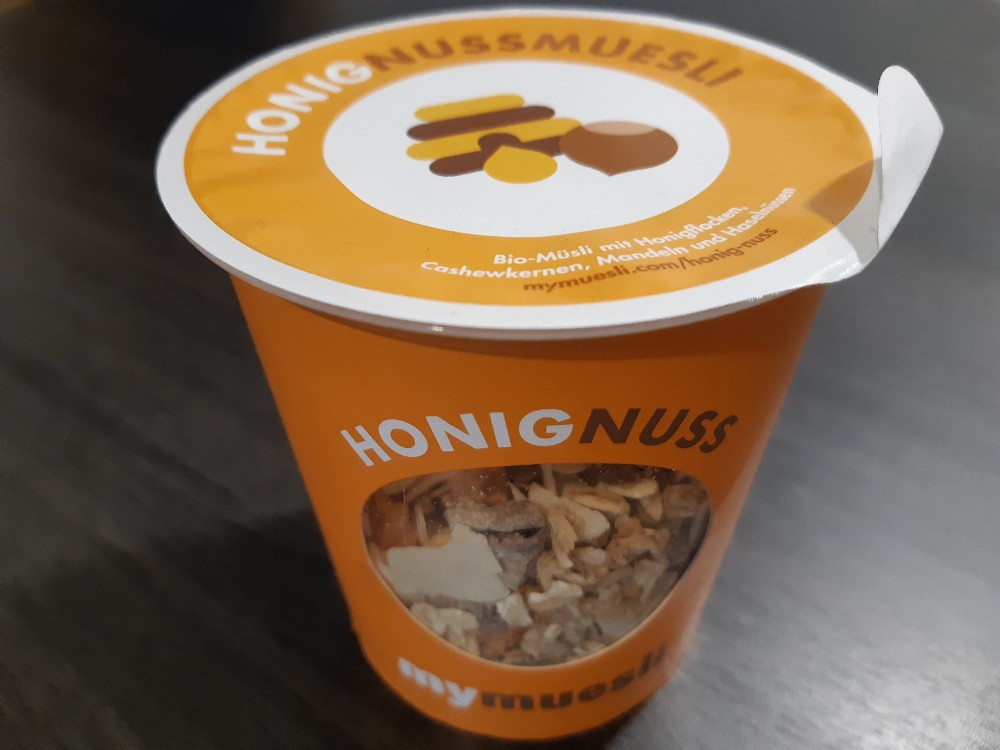 HONIGNUSSMUESLI
Bio-Müsli mit Honigflocken,
Cashewkernen, Mandeln und Haselnüssen
mymuesli.com/honig-nuss
HONIGNUSS
mymuesli